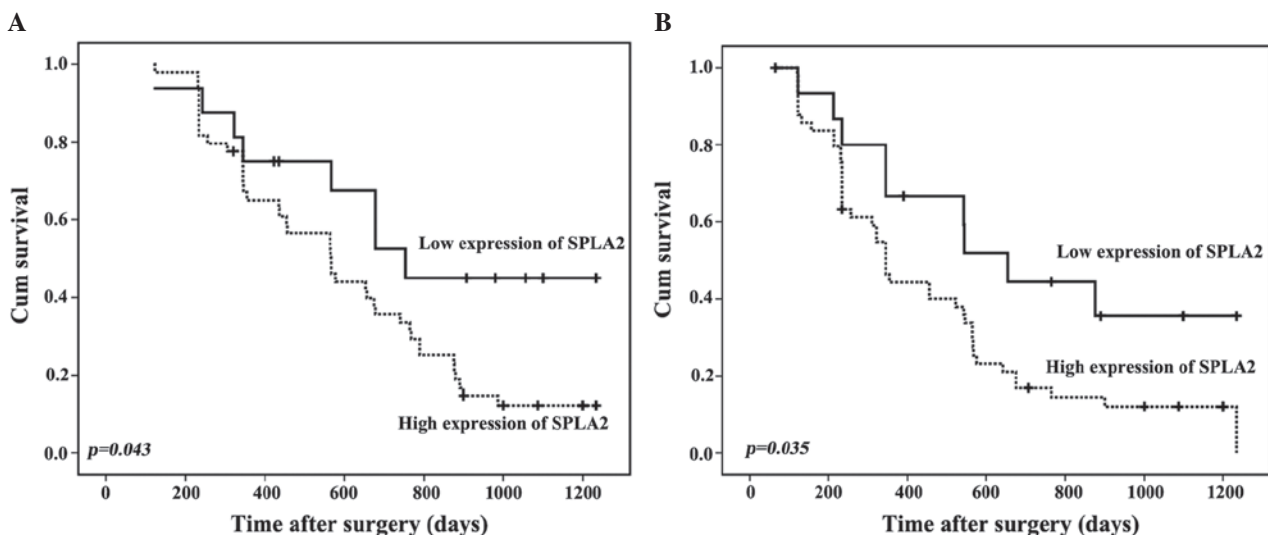 A
1.0
0.8
0.6
0.4
0.2
0.0
Cum survival
Low expression of SPLA2
High expression of SPLA2
p=0.043
0 200 400 600 800 1000 1200
Time after surgery (days)
B
1.0
0.8
0.6
0.4
0.2
0.0
Cum survival
Low expression of SPLA2
High expression of SPLA2
p=0.035
0 200 400 600 800 1000 1200
Time after surgery (days)